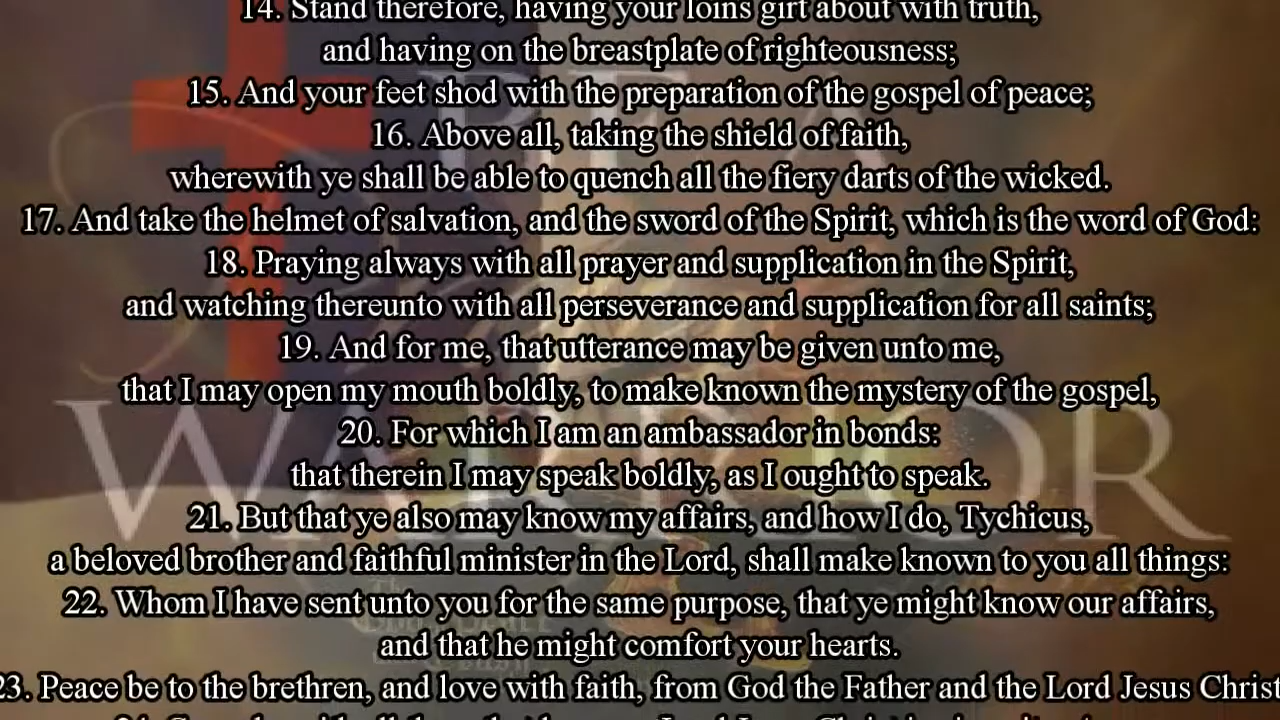 14. Stand therefore, having your loins girt about with truth,
and having on the breastplate of righteousness;
15. And your feet shod with the preparation of the gospel of peace;
16. Above all, taking the shield of faith,
wherewith ye shall be able to quench all the fiery darts of the wicked.
17. And take the helmet of salvation, and the sword of the Spirit, which is the word of God:
18. Praying always with all prayer and supplication in the Spirit,
and watching thereunto with all perseverance and supplication for all saints;
19. And for me, that utterance may be given unto me,
that I may open my mouth boldly, to make known the mystery of the gospel,
20. For which I am an ambassador in bonds:
that therein I may speak boldly, as I ought to speak.
21. But that ye also may know my affairs, and how I do, Tychicus,
a beloved brother and faithful minister in the Lord, shall make known to you all things:
22. Whom I have sent unto you for the same purpose, that ye might know our affairs,
and that he might comfort your hearts.
23. Peace be to the brethren, and love with faith, from God the Father and the Lord Jesus Christ
BE A
WARRIOR